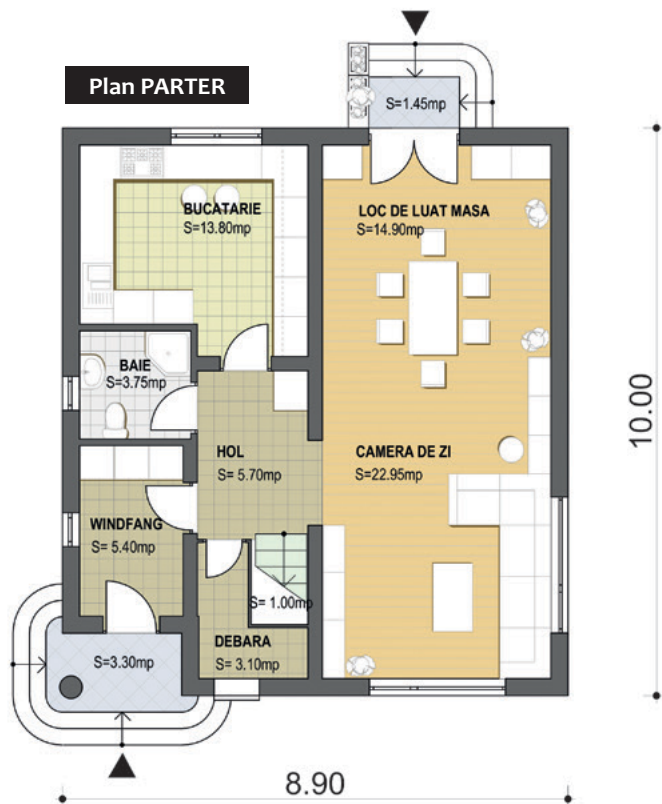 Plan PARTER
S=1.45mp
BUCATARIE
S=13.80mp
LOC DE LUAT MASA
S=14.90mp
BAIE
S=3.75mp
HOL
S= 5.70mp
CAMERA DE ZI
S=22.95mp
10.00
WINDFANG
S= 5.40mp
S= 1.00mp
DEBARA
S= 3.10mp
S=3.30mp
8.90